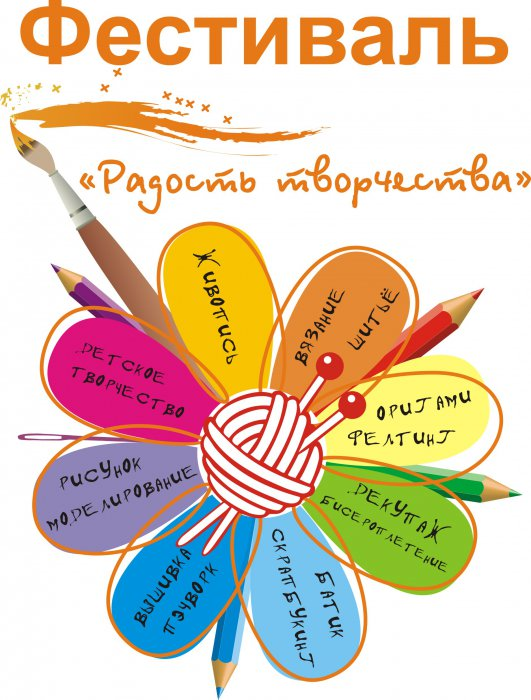 Фестиваль
«Радость творчества»
живопись
вязание
шитьё
оригами
фелтинг
декупаж
бисероплетение
батик
скрапбукинг
вышивка
пэчворк
рисунок
моделирование
детское
творчество